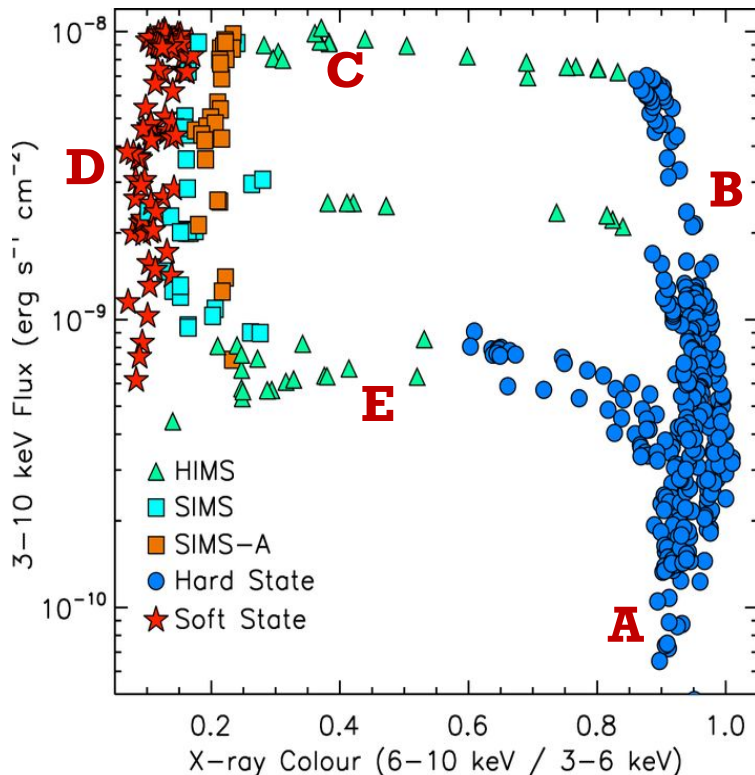 10⁻⁸
10⁻⁹
10⁻¹⁰
3–10 keV Flux (erg s⁻¹ cm⁻²)
C
D
B
E
A
HIMS
SIMS
SIMS-A
Hard State
Soft State
0.2 0.4 0.6 0.8 1.0
X-ray Colour (6-10 keV / 3-6 keV)